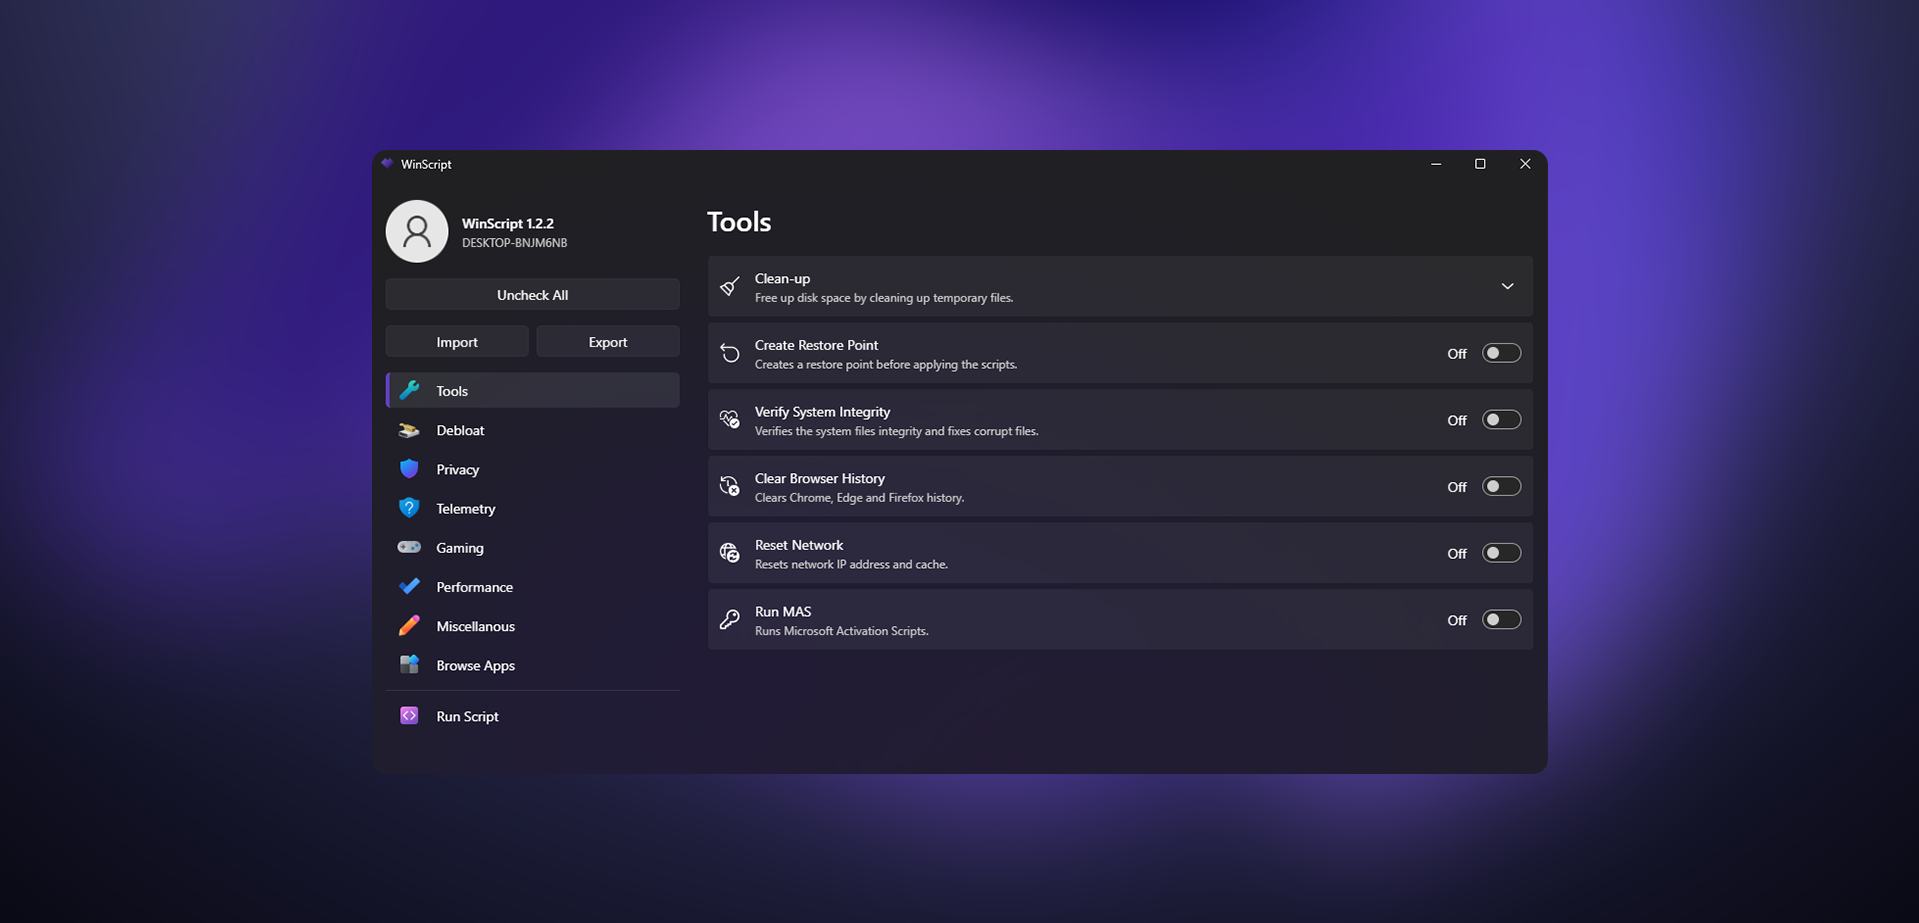 WinScript
WinScript 1.2.2
DESKTOP-BNJM6NB
Uncheck All
Import
Export
Tools
Debloat
Privacy
Telemetry
Gaming
Performance
Miscellanous
Browse Apps
Run Script
Tools
Clean-up
Free up disk space by cleaning up temporary files.
Create Restore Point
Creates a restore point before applying the scripts.
Off
Verify System Integrity
Verifies the system files integrity and fixes corrupt files.
Off
Clear Browser History
Clears Chrome, Edge and Firefox history.
Off
Reset Network
Resets network IP address and cache.
Off
Run MAS
Runs Microsoft Activation Scripts.
Off